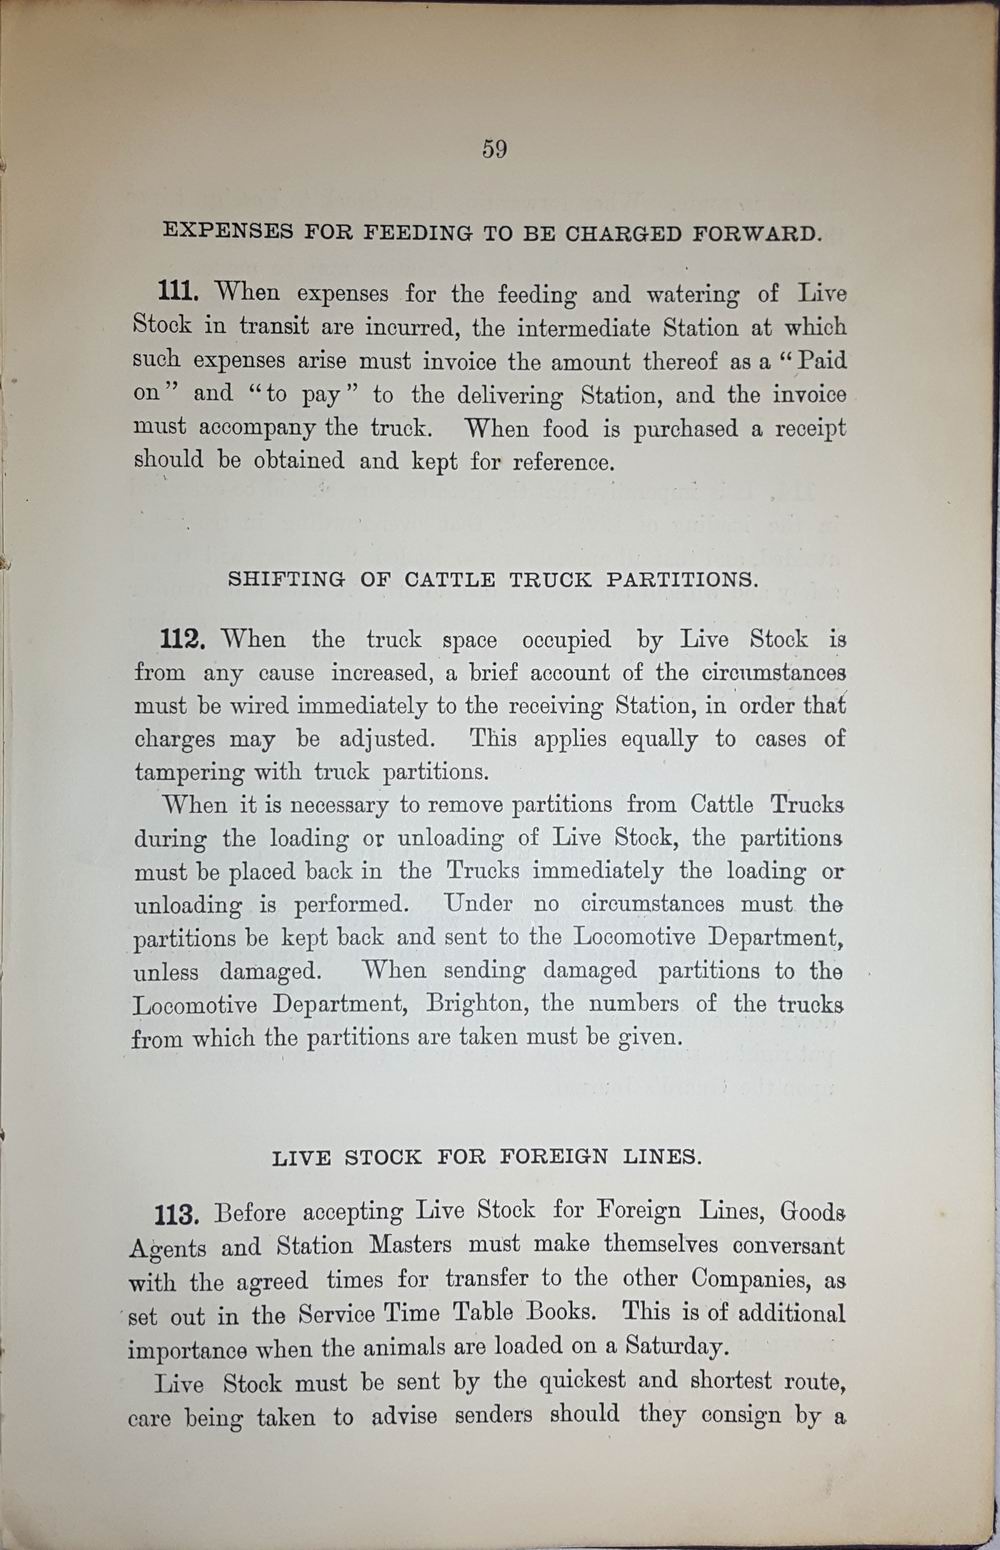 59
EXPENSES FOR FEEDING TO BE CHARGED FORWARD.
111. When expenses for the feeding and watering of Live
Stock in transit are incurred, the intermediate Station at which
such expenses arise must invoice the amount thereof as a “Paid
on” and “to pay” to the delivering Station, and the invoice
must accompany the truck. When food is purchased a receipt
should be obtained and kept for reference.
SHIFTING OF CATTLE TRUCK PARTITIONS.
112. When the truck space occupied by Live Stock is
from any cause increased, a brief account of the circumstances
must be wired immediately to the receiving Station, in order that
charges may be adjusted. This applies equally to cases of
tampering with truck partitions.
When it is necessary to remove partitions from Cattle Trucks
during the loading or unloading of Live Stock, the partitions
must be placed back in the Trucks immediately the loading or
unloading is performed. Under no circumstances must the
partitions be kept back and sent to the Locomotive Department,
unless damaged. When sending damaged partitions to the
Locomotive Department, Brighton, the numbers of the trucks
from which the partitions are taken must be given.
LIVE STOCK FOR FOREIGN LINES.
113. Before accepting Live Stock for Foreign Lines, Goods
Agents and Station Masters must make themselves conversant
with the agreed times for transfer to the other Companies, as
set out in the Service Time Table Books. This is of additional
importance when the animals are loaded on a Saturday.
Live Stock must be sent by the quickest and shortest route,
care being taken to advise senders should they consign by a